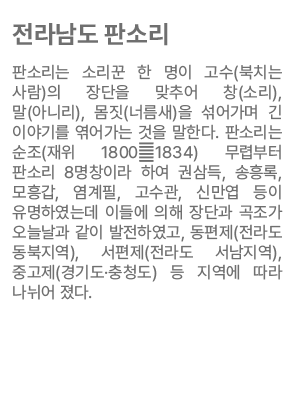 전라남도 판소리
판소리는 소리꾼 한 명이 고수(북치는
사람)의 장단을 맞추어 창(소리),
말(아니리), 몸짓(너름새)을 섞어가며 긴
이야기를 엮어가는 것을 말한다. 판소리는
순조(재위 1800䷀1834) 무렵부터
판소리 8명창이라 하여 권삼득, 송흥록,
모흥갑, 염계필, 고수관, 신만엽 등이
유명하였는데 이들에 의해 장단과 곡조가
오늘날과 같이 발전하였고, 동편제(전라도
동북지역), 서편제(전라도 서남지역),
중고제(경기도·충청도) 등 지역에 따라
나뉘어 졌다.